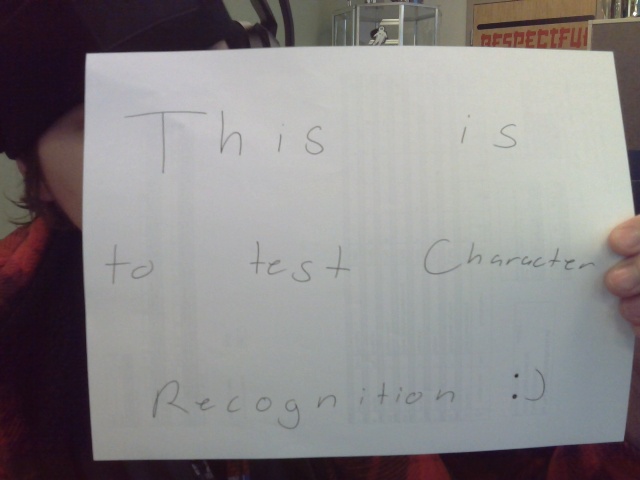 RESPECTFUL
This is
to test Character
Recognition :)